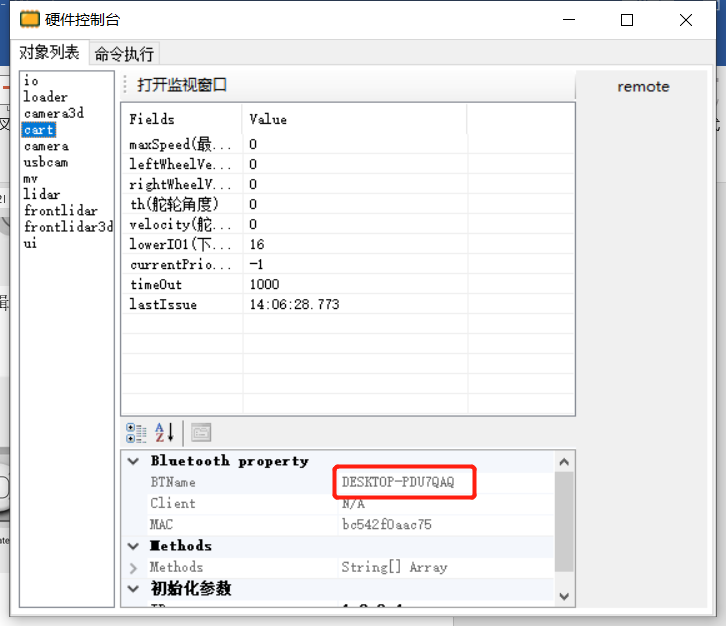 硬件控制台
对象列表 命令执行
io
loader
camera3d
cart
camera
usbcam
mv
lidar
frontlidar
frontlidar3d
ui
打开监视窗口
remote
Fields Value
maxSpeed(最... 0
leftWheelVe... 0
rightWheelV... 0
th(舵轮角度) 0
velocity(舵... 0
lowerIO1(下... 16
currentPrio... -1
timeOut 1000
lastIssue 14:06:28.773
Bluetooth property
BTName DESKTOP-PDU7QAQ
Client N/A
MAC bc542f0aac75
Methods
Methods String[] Array
初始化参数